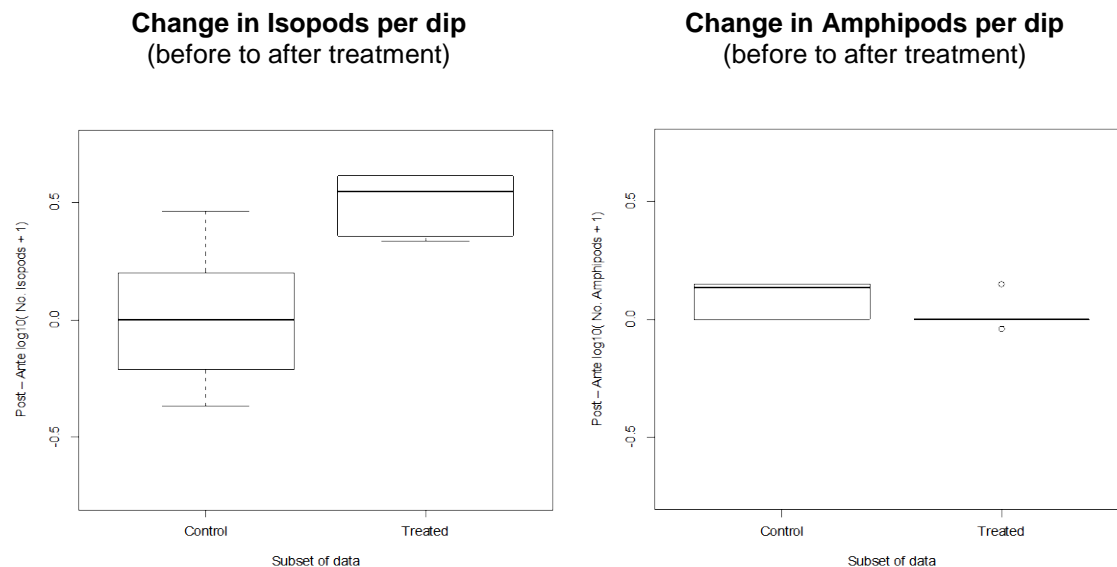 Change in Isopods per dip
(before to after treatment)
Post – Ante log10( No. Isopods + 1)
0.5
0.0
-0.5
Control
Treated
Subset of data
Change in Amphipods per dip
(before to after treatment)
Post – Ante log10( No. Amphipods + 1)
0.5
0.0
-0.5
Control
Treated
Subset of data